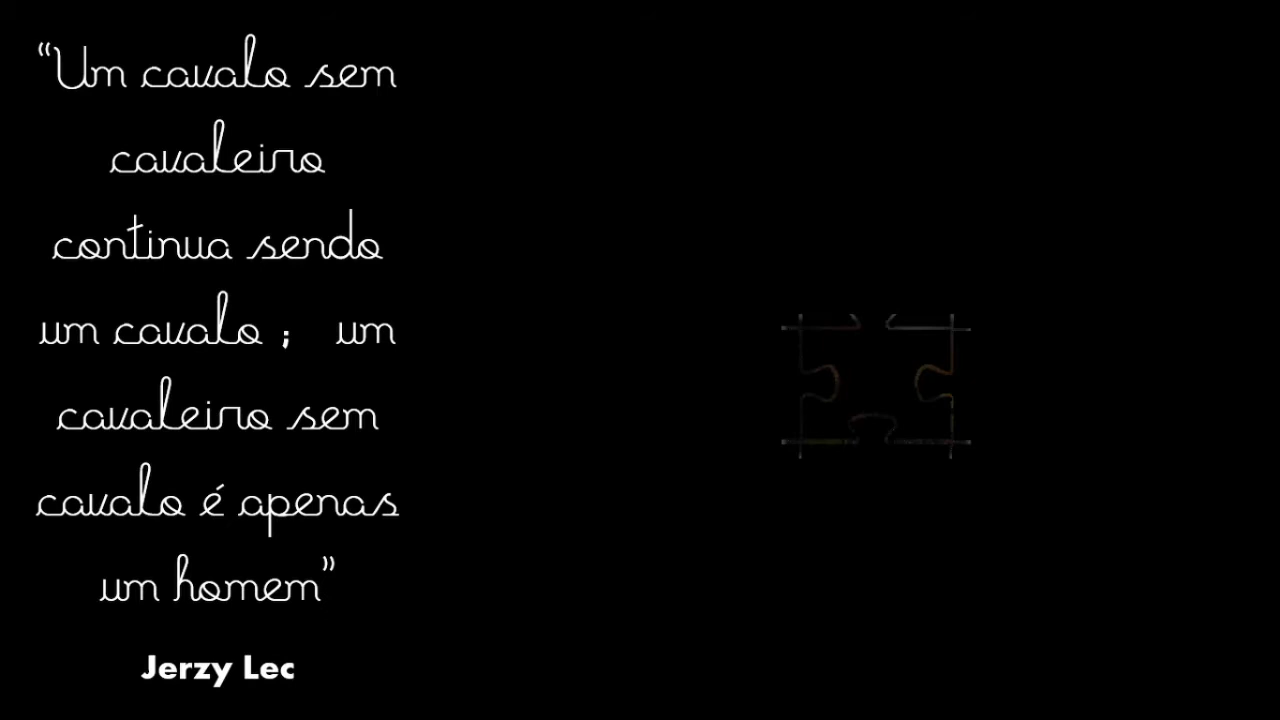 “Um cavalo sem
cavaleiro
continua sendo
um cavalo ; um
cavaleiro sem
cavalo é apenas
um homem”
Jerzy Lec